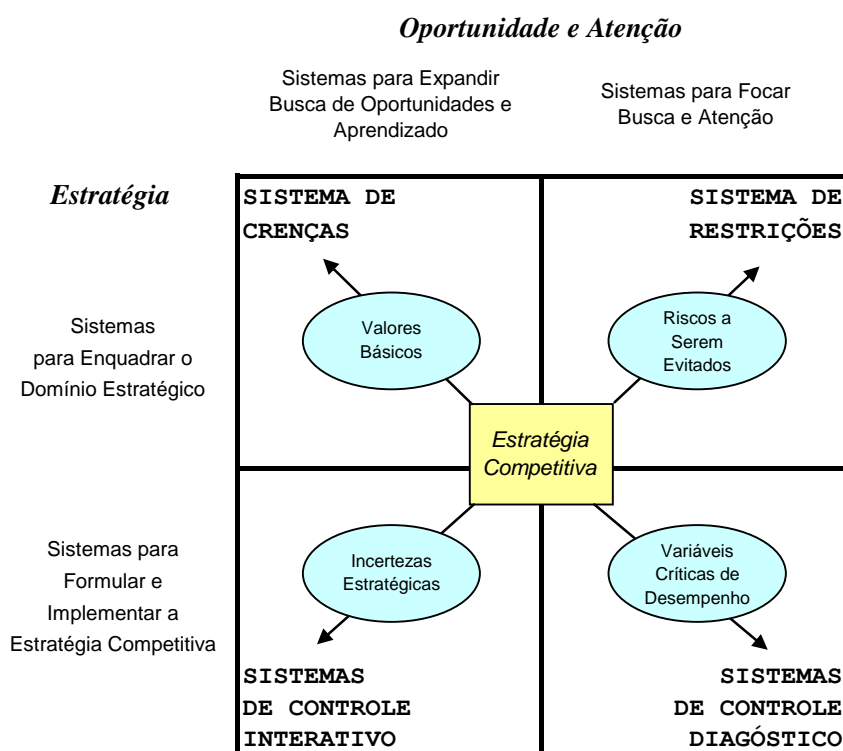 Oportunidade e Atenção
Sistemas para Expandir
Busca de Oportunidades e
Aprendizado
Sistemas para Focar
Busca e Atenção
Estratégia
SISTEMA DE
CRENÇAS
SISTEMA DE
RESTRIÇÕES
Sistemas
para Enquadrar o
Domínio Estratégico
Valores
Básicos
Riscos a
Serem
Evitados
Estratégia
Competitiva
Sistemas para
Formular e
Implementar a
Estratégia Competitiva
Incertezas
Estratégicas
Variáveis
Críticas de
Desempenho
SISTEMAS
DE CONTROLE
INTERATIVO
SISTEMAS
DE CONTROLE
DIAGÓSTICO